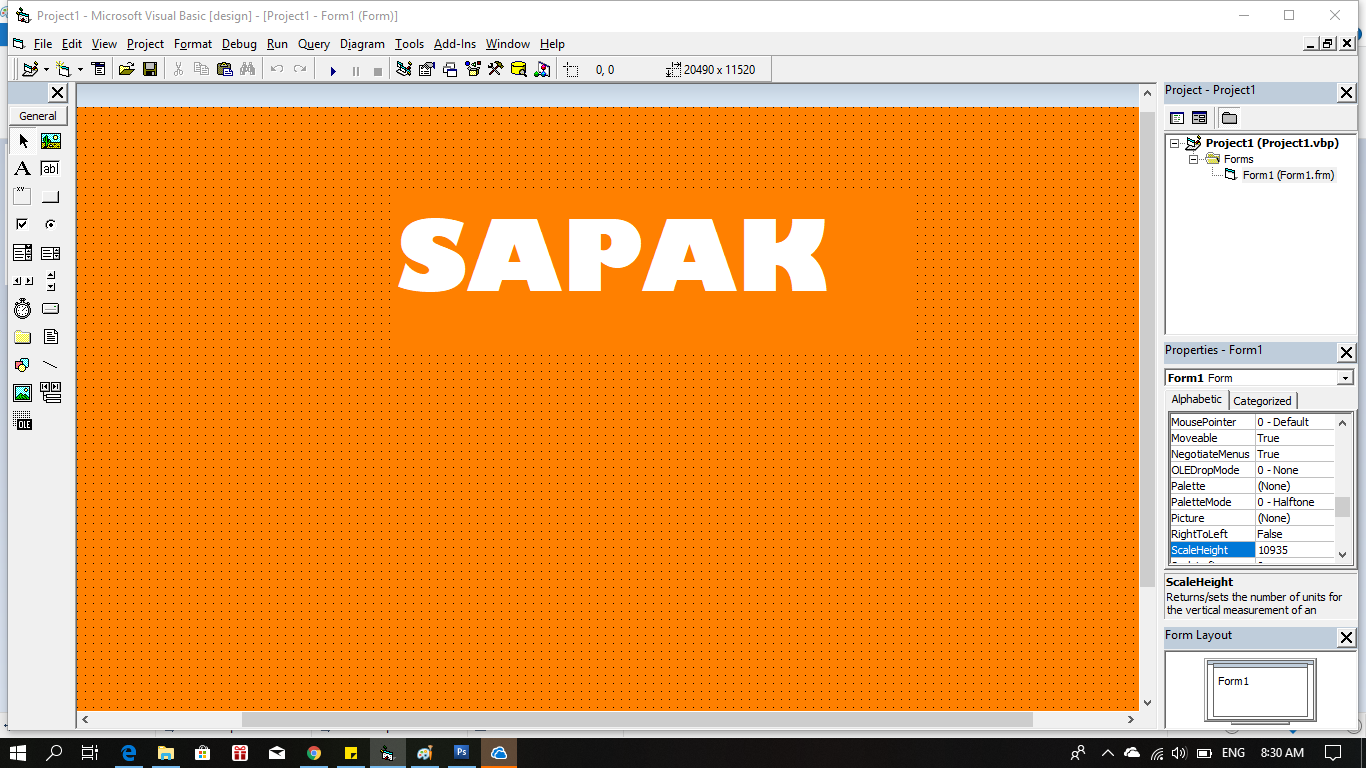 Project1 - Microsoft Visual Basic [design] - [Project1 - Form1 (Form)]
File Edit View Project Format Debug Run Query Diagram Tools Add-Ins Window Help
0, 0 20490 x 11520
General
A ab|
XY
OLE
SAPAK
Project - Project1
Project1 (Project1.vbp)
Forms
Form1 (Form1.frm)
Properties - Form1
Form1 Form
Alphabetic Categorized
MousePointer 0 - Default
Moveable True
NegotiateMenus True
OLEDropMode 0 - None
Palette (None)
PaletteMode 0 - Halftone
Picture (None)
RightToLeft False
ScaleHeight 10935
ScaleHeight
Returns/sets the number of units for
the vertical measurement of an
Form Layout
Form1
Ps ENG 8:30 AM